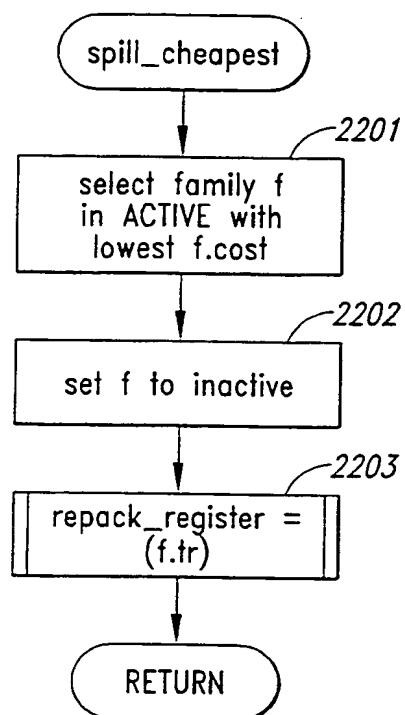 spill_cheapest
2201
select family f
in ACTIVE with
lowest f.cost
2202
set f to inactive
2203
repack_register =
(f.tr)
RETURN